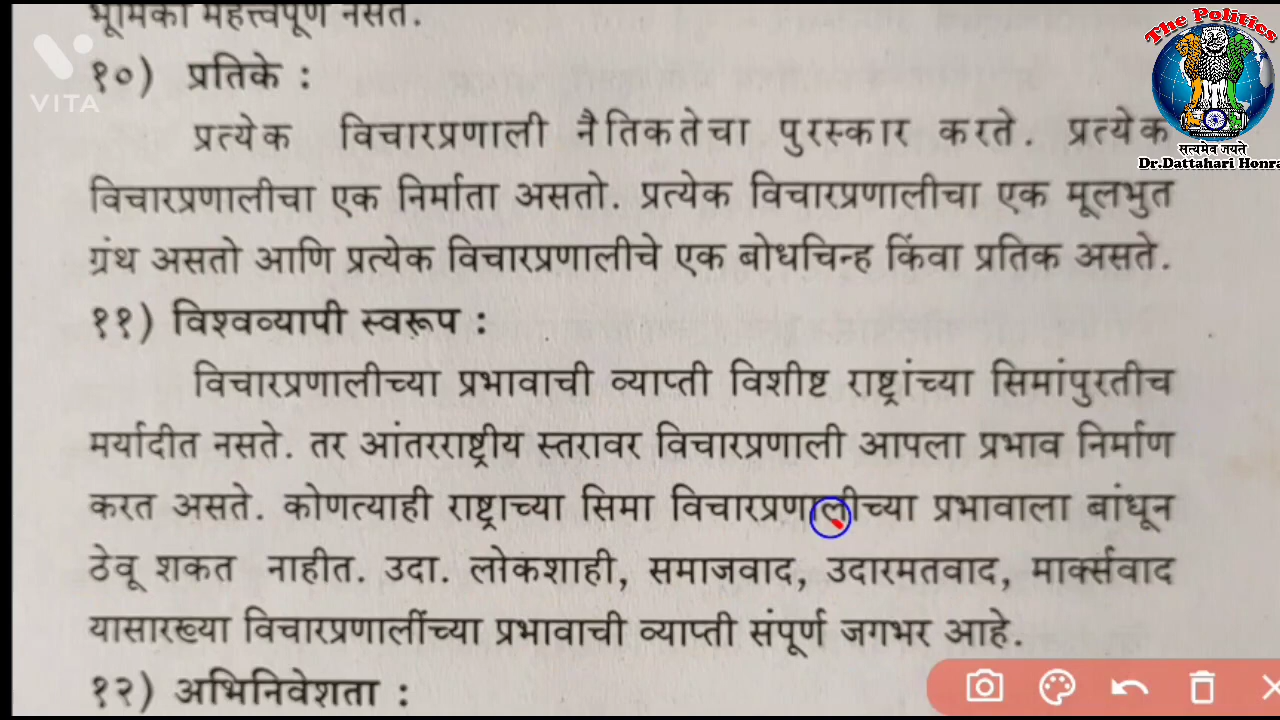 भूमिका महत्त्वपूर्ण नसते.
१०) प्रतिके :
प्रत्येक विचारप्रणाली नैतिकतेचा पुरस्कार करते. प्रत्येक
विचारप्रणालीचा एक निर्माता असतो. प्रत्येक विचारप्रणालीचा एक मूलभुत
ग्रंथ असतो आणि प्रत्येक विचारप्रणालीचे एक बोधचिन्ह किंवा प्रतिक असते.
११) विश्वव्यापी स्वरूप :
विचारप्रणालीच्या प्रभावाची व्याप्ती विशीष्ट राष्ट्रांच्या सिमांपुरतीच
मर्यादीत नसते. तर आंतरराष्ट्रीय स्तरावर विचारप्रणाली आपला प्रभाव निर्माण
करत असते. कोणत्याही राष्ट्राच्या सिमा विचारप्रणालीच्या प्रभावाला बांधून
ठेवू शकत नाहीत. उदा. लोकशाही, समाजवाद, उदारमतवाद, मार्क्सवाद
यासारख्या विचारप्रणालींच्या प्रभावाची व्याप्ती संपूर्ण जगभर आहे.
१२) अभिनिवेशता :
VITA
The Politics
सत्यमेव जयते
Dr.Dattahari Honra